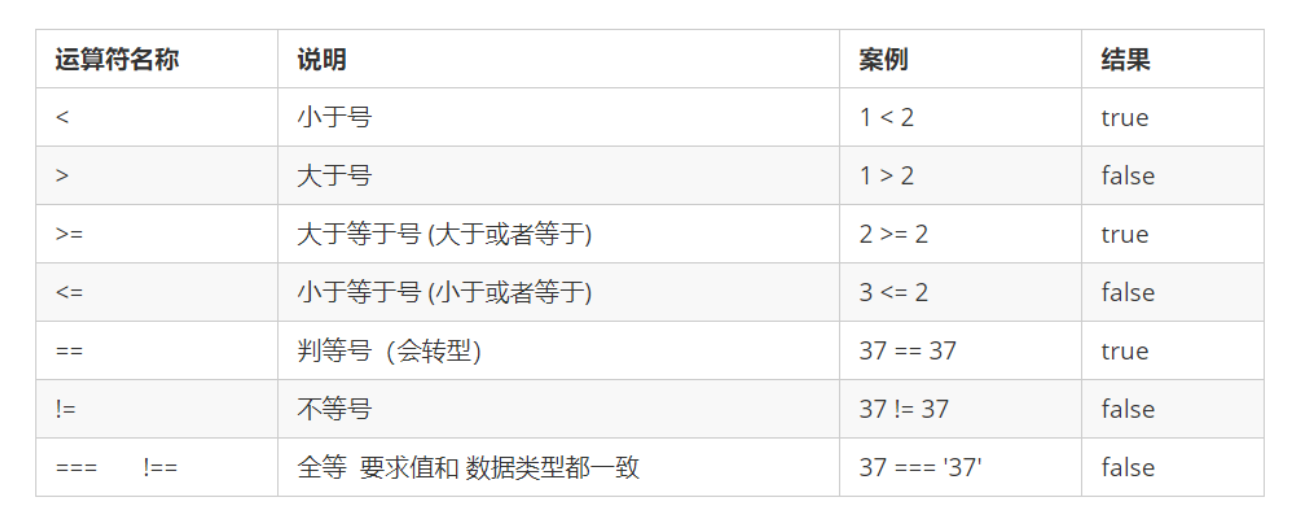 运算符名称 说明 案例 结果
< 小于号 1 < 2 true
> 大于号 1 > 2 false
>= 大于等于号 (大于或者等于) 2 >= 2 true
<= 小于等于号 (小于或者等于) 3 <= 2 false
== 判等号（会转型） 37 == 37 true
!= 不等号 37 != 37 false
=== !== 全等 要求值和 数据类型都一致 37 === '37' false